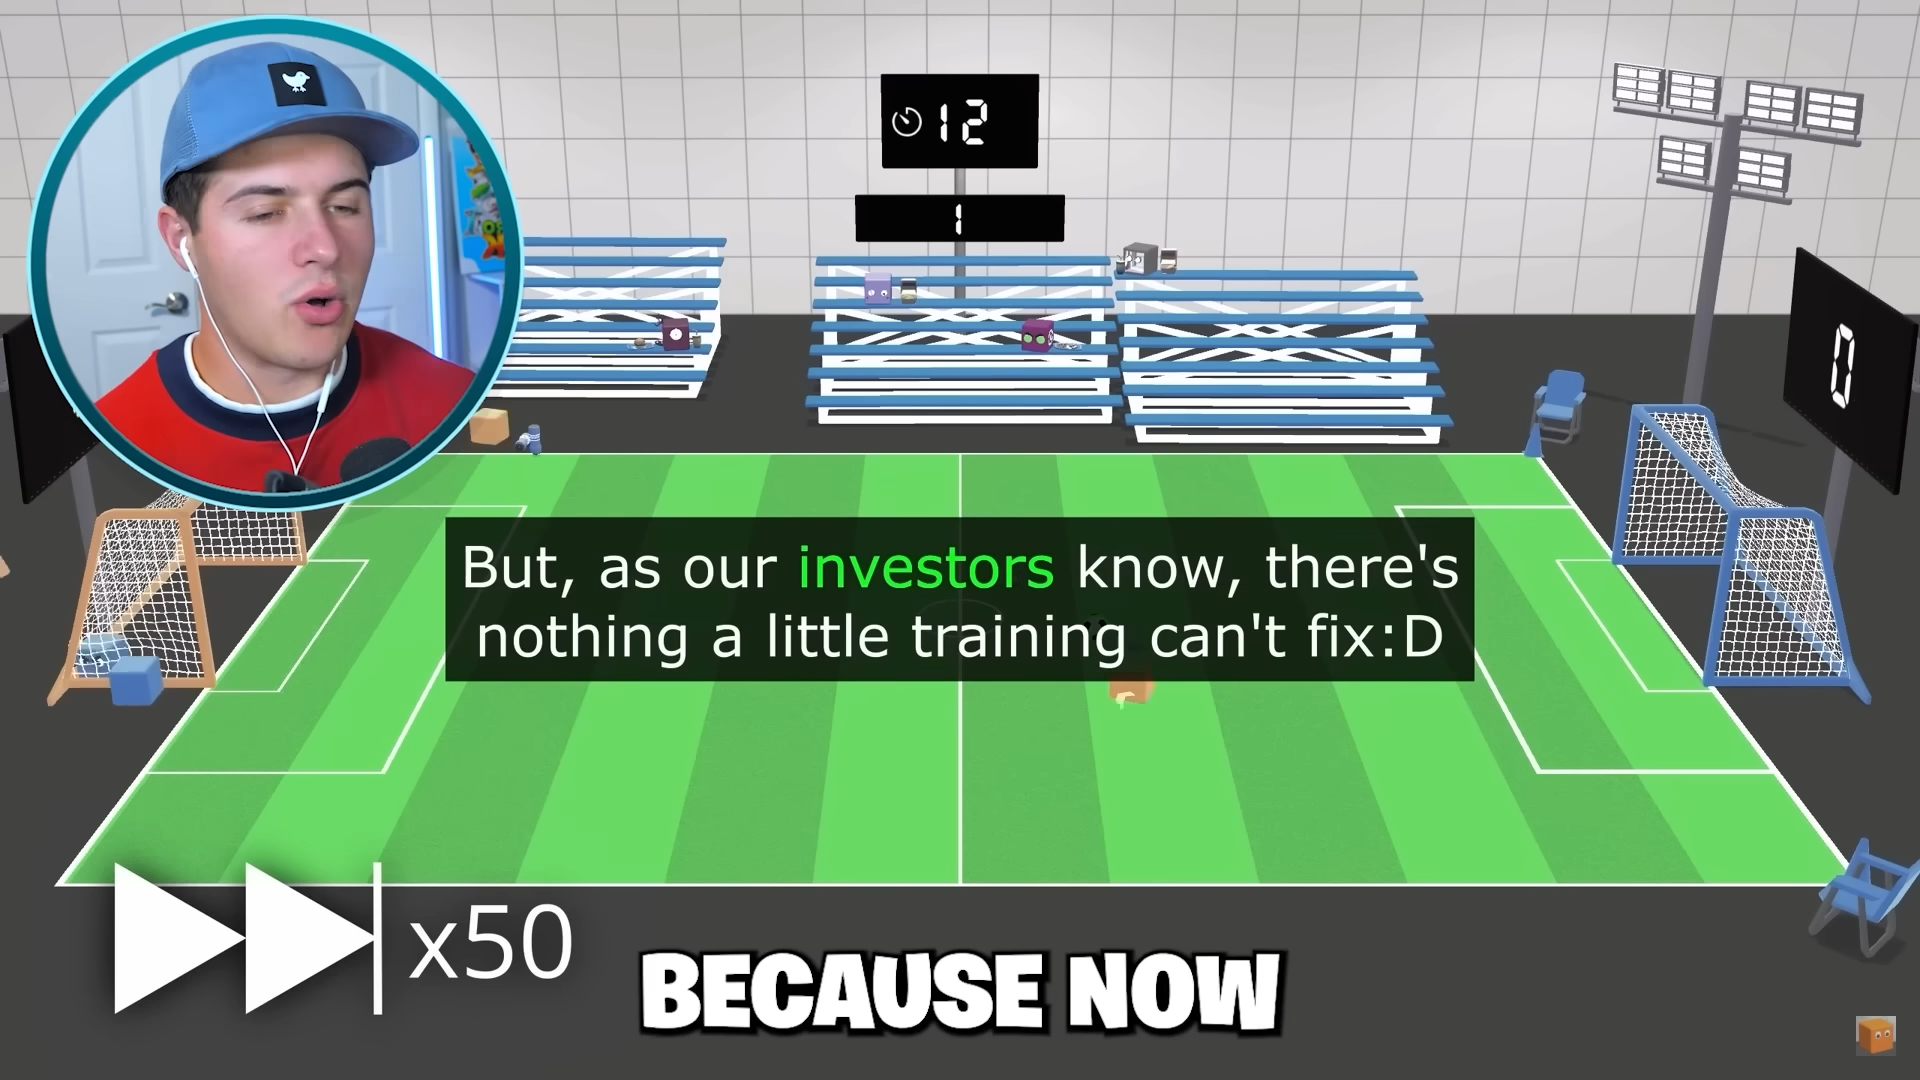 12
1
0
But, as our investors know, there's
nothing a little training can't fix:D
x50
BECAUSE NOW